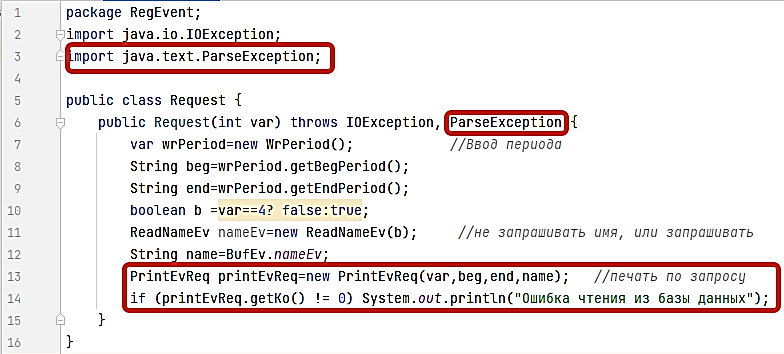 1 package RegEvent;
2 import java.io.IOException;
3 import java.text.ParseException;
4
5 public class Request {
6 public Request(int var) throws IOException, ParseException {
7 var wrPeriod=new WrPeriod(); //Ввод периода
8 String beg=wrPeriod.getBegPeriod();
9 String end=wrPeriod.getEndPeriod();
10 boolean b =var==4? false:true;
11 ReadNameEv nameEv=new ReadNameEv(b); //не запрашивать имя, или запрашивать
12 String name=BufEv.nameEv;
13 PrintEvReq printEvReq=new PrintEvReq(var,beg,end,name); //печать по запросу
14 if (printEvReq.getKo() != 0) System.out.println("Ошибка чтения из базы данных");
15 }
16 }